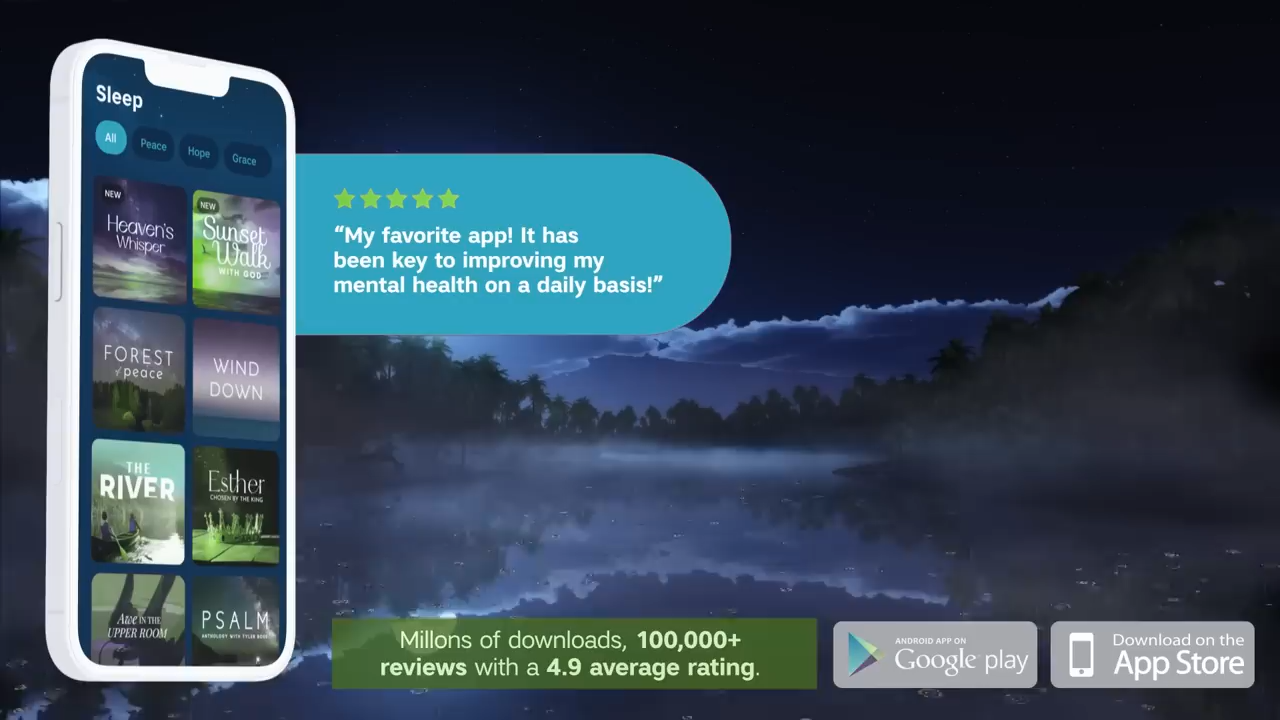 Sleep
All
Peace
Hope
Grace
NEW
Heaven's
Whisper
NEW
Sunset
Walk
WITH GOD
FOREST
of peace
WIND
DOWN
THE
RIVER
Esther
CHOSEN BY THE KING
Awe IN THE
UPPER ROOM
PSALM
“My favorite app! It has
been key to improving my
mental health on a daily basis!”
Millons of downloads, 100,000+
reviews with a 4.9 average rating.
ANDROID APP ON
Google play
Download on the
App Store